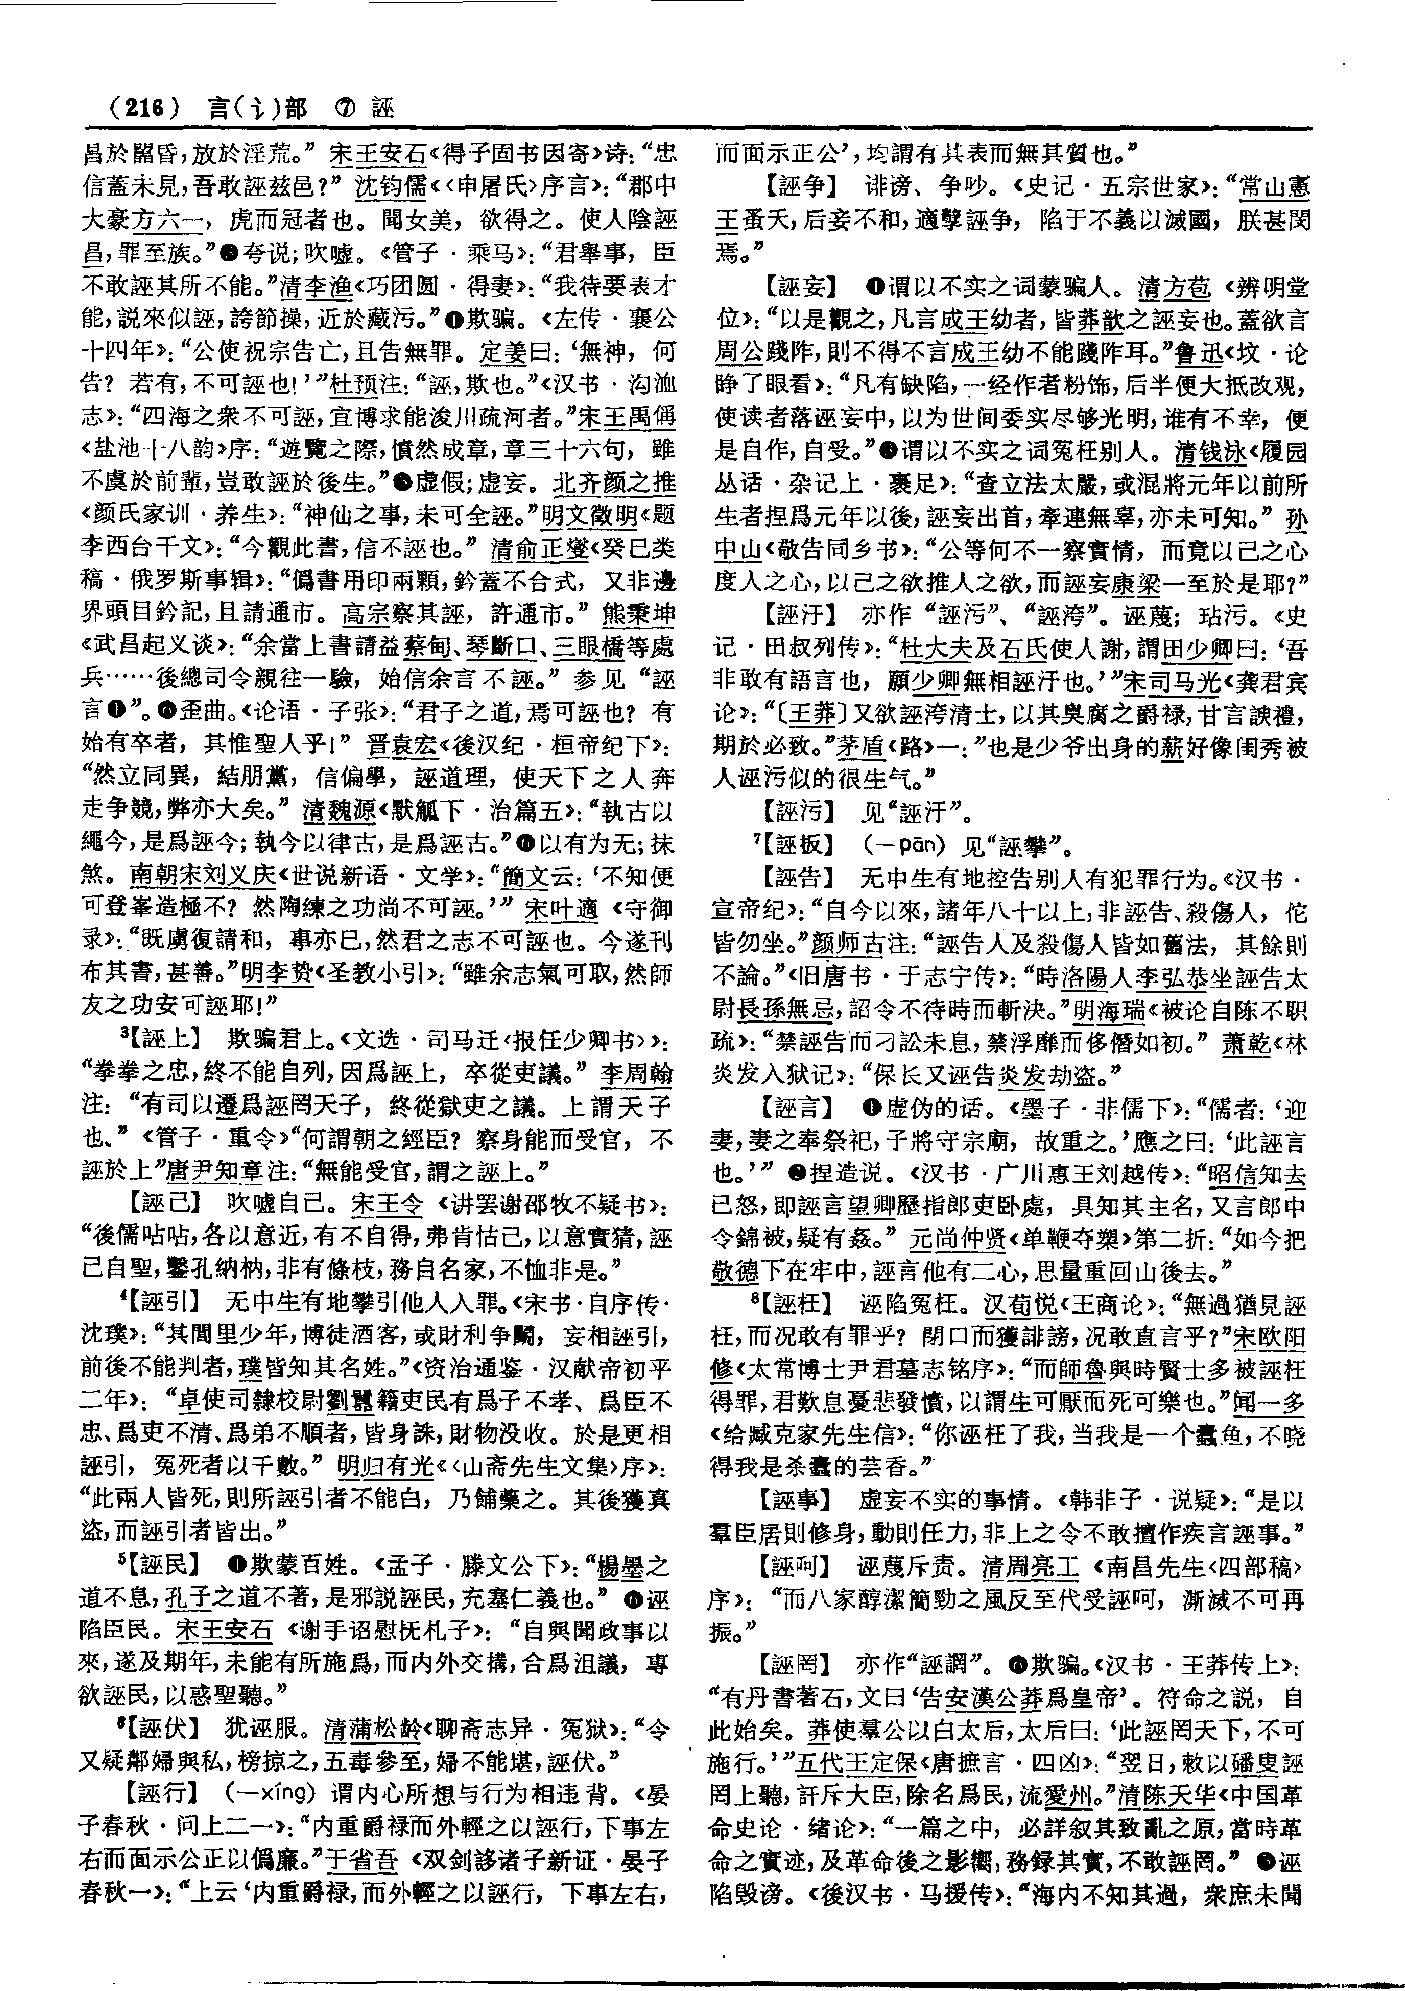 （216） 言（讠）部 ⑦ 誣
昌於嚚昏，放於淫荒。” 宋王安石《得子固书因寄》诗：“忠
信蓋未見，吾敢誣兹邑？” 沈钧儒《〈申屠氏〉序言》：“郡中
大豪方六一，虎而冠者也。聞女美，欲得之。使人陰誣
昌，罪至族。”❸夸说；吹嘘。《管子·乘马》：“君舉事，臣
不敢誣其所不能。”清李渔《巧团圆·得妻》：“我待要表才
能，説來似誣，誇節操，近於藏污。”❹欺骗。《左传·襄公
十四年》：“公使祝宗告亡，且告無罪。定姜曰：‘無神，何
告？若有，不可誣也！’”杜预注：“誣，欺也。”《汉书·沟洫
志》：“四海之衆不可誣，宜博求能浚川疏河者。”宋王禹偁
《盐池十八韵》序：“遊覽之際，憤然成章，章三十六句，雖
不虞於前輩，豈敢誣於後生。”❺虚假；虚妄。北齐颜之推
《颜氏家训·养生》：“神仙之事，未可全誣。”明文徵明《题
李西台千文》：“今觀此書，信不誣也。” 清俞正燮《癸巳类
稿·俄罗斯事辑》：“僞書用印兩顆，鈐蓋不合式，又非邊
界頭目鈐記，且請通市。高宗察其誣，許通市。” 熊秉坤
《武昌起义谈》：“余當上書請益蔡甸、琴斷口、三眼橋等處
兵……後總司令親往一驗，始信余言不誣。” 参见“誣
言❶”。❻歪曲。《论语·子张》：“君子之道，焉可誣也？有
始有卒者，其惟聖人乎！” 晋袁宏《後汉纪·桓帝纪下》：
“然立同異，結朋黨，信偏學，誣道理，使天下之人奔
走争競，弊亦大矣。” 清魏源《默觚下·治篇五》：“執古以
繩今，是爲誣今；執今以律古，是爲誣古。”❼以有为无；抹
煞。南朝宋刘义庆《世说新语·文学》：“簡文云：‘不知便
可登峯造極不？然陶練之功尚不可誣。’” 宋叶適《守御
录》：“既虜復請和，事亦已，然君之志不可誣也。今遂刊
布其書，甚善。”明李贽《圣教小引》：“雖余志氣可取，然師
友之功安可誣耶！”
³【誣上】 欺骗君上。《文选·司马迁〈报任少卿书〉》：
“拳拳之忠，終不能自列，因爲誣上，卒從吏議。” 李周翰
注：“有司以遷爲誣罔天子，終從獄吏之議。上謂天子
也、”《管子·重令》“何謂朝之經臣？察身能而受官，不
誣於上”唐尹知章注：“無能受官，謂之誣上。”
【誣己】 吹嘘自己。宋王令《讲罢谢邵牧不疑书》：
“後儒呫呫，各以意近，有不自得，弗肯怙己，以意實猜，誣
己自聖，鑿孔納枘，非有條枝，務自名家，不恤非是。”
⁴【誣引】 无中生有地攀引他人入罪。《宋书·自序传·
沈璞》：“其閭里少年，博徒酒客，或財利争鬭，妄相誣引，
前後不能判者，璞皆知其名姓。”《资治通鉴·汉献帝初平
二年》：“卓使司隸校尉劉囂籍吏民有爲子不孝、爲臣不
忠、爲吏不清、爲弟不順者，皆身誅，財物没收。於是更相
誣引，冤死者以千數。” 明归有光《〈山斋先生文集〉序》：
“此兩人皆死，則所誣引者不能白，乃餔藥之。其後獲真
盜，而誣引者皆出。”
⁵【誣民】 ❶欺蒙百姓。《孟子·滕文公下》：“楊墨之
道不息，孔子之道不著，是邪説誣民，充塞仁義也。” ❷诬
陷臣民。宋王安石《谢手诏慰抚札子》：“自與聞政事以
來，遂及期年，未能有所施爲，而内外交搆，合爲沮議，專
欲誣民，以惑聖聽。”
⁶【誣伏】 犹诬服。清蒲松龄《聊斋志异·冤狱》：“令
又疑鄰婦與私，榜掠之，五毒參至，婦不能堪，誣伏。”
【誣行】 （－xíng）谓内心所想与行为相违背。《晏
子春秋·问上二一》：“内重爵禄而外輕之以誣行，下事左
右而面示公正以僞廉。”于省吾《双剑誃诸子新证·晏子
春秋一》：“上云‘内重爵禄，而外輕之以誣行，下事左右，
而面示正公’，均謂有其表而無其質也。”
【誣争】 诽谤、争吵。《史记·五宗世家》：“常山憲
王蚤夭，后妾不和，適孽誣争，陷于不義以滅國，朕甚閔
焉。”
【誣妄】 ❶谓以不实之词蒙骗人。清方苞《辨明堂
位》：“以是觀之，凡言成王幼者，皆莽歆之誣妄也。蓋欲言
周公踐阼，則不得不言成王幼不能踐阼耳。”鲁迅《坟·论
睁了眼看》：“凡有缺陷，一经作者粉饰，后半便大抵改观，
使读者落诬妄中，以为世间委实尽够光明，谁有不幸，便
是自作，自受。”❷谓以不实之词冤枉别人。清钱泳《履园
丛话·杂记上·裹足》：“查立法太嚴，或混將元年以前所
生者捏爲元年以後，誣妄出首，牽連無辜，亦未可知。” 孙
中山《敬告同乡书》：“公等何不一察實情，而竟以己之心
度人之心，以己之欲推人之欲，而誣妄康梁一至於是耶？”
【誣汙】 亦作“誣污”、“誣洿”。诬蔑；玷污。《史
记·田叔列传》：“杜大夫及石氏使人謝，謂田少卿曰：‘吾
非敢有語言也，願少卿無相誣汙也。’”宋司马光《龚君宾
论》：“〔王莽〕又欲誣洿清士，以其臭腐之爵禄，甘言諛禮，
期於必致。”茅盾《路》一：”也是少爷出身的薪好像闺秀被
人诬污似的很生气。”
【誣污】 见“誣汙”。
⁷【誣扳】 （－pān）见“誣攀”。
【誣告】 无中生有地控告别人有犯罪行为。《汉书·
宣帝纪》：“自今以來，諸年八十以上，非誣告、殺傷人，佗
皆勿坐。”颜师古注：“誣告人及殺傷人皆如舊法，其餘則
不論。”《旧唐书·于志宁传》：“時洛陽人李弘恭坐誣告太
尉長孫無忌，詔令不待時而斬決。”明海瑞《被论自陈不职
疏》：“禁誣告而刁訟未息，禁浮靡而侈僭如初。” 萧乾《林
炎发入狱记》：“保长又诬告炎发劫盗。”
【誣言】 ❶虚伪的话。《墨子·非儒下》：“儒者：‘迎
妻，妻之奉祭祀，子將守宗廟，故重之。’應之曰：‘此誣言
也。’” ❷捏造说。《汉书·广川惠王刘越传》：“昭信知去
已怒，即誣言望卿歷指郎吏卧處，具知其主名，又言郎中
令錦被，疑有姦。” 元尚仲贤《单鞭夺槊》第二折：“如今把
敬德下在牢中，誣言他有二心，思量重回山後去。”
⁸【誣枉】 诬陷冤枉。汉荀悦《王商论》：“無過猶見誣
枉，而况敢有罪乎？閉口而獲誹謗，况敢直言乎？”宋欧阳
修《太常博士尹君墓志铭序》：“而師魯與時賢士多被誣枉
得罪，君歎息憂悲發憤，以謂生可厭而死可樂也。”闻一多
《给臧克家先生信》：“你诬枉了我，当我是一个蠹鱼，不晓
得我是杀蠹的芸香。”
【誣事】 虚妄不实的事情。《韩非子·说疑》：“是以
羣臣居則修身，動則任力，非上之令不敢擅作疾言誣事。”
【誣呵】 诬蔑斥责。清周亮工《南昌先生〈四部稿〉
序》：“而八家醇潔簡勁之風反至代受誣呵，澌滅不可再
振。”
【誣罔】 亦作“誣調”。❶欺骗。《汉书·王莽传上》：
“有丹書著石，文曰‘告安漢公莽爲皇帝’。符命之説，自
此始矣。莽使羣公以白太后，太后曰：‘此誣罔天下，不可
施行。’”五代王定保《唐摭言·四凶》：“翌日，敕以磻叟誣
罔上聽，訐斥大臣，除名爲民，流愛州。”清陈天华《中国革
命史论·绪论》：“一篇之中，必詳叙其致亂之原，當時革
命之實迹，及革命後之影嚮，務録其實，不敢誣罔。” ❷诬
陷毁谤。《後汉书·马援传》：“海内不知其過，衆庶未聞